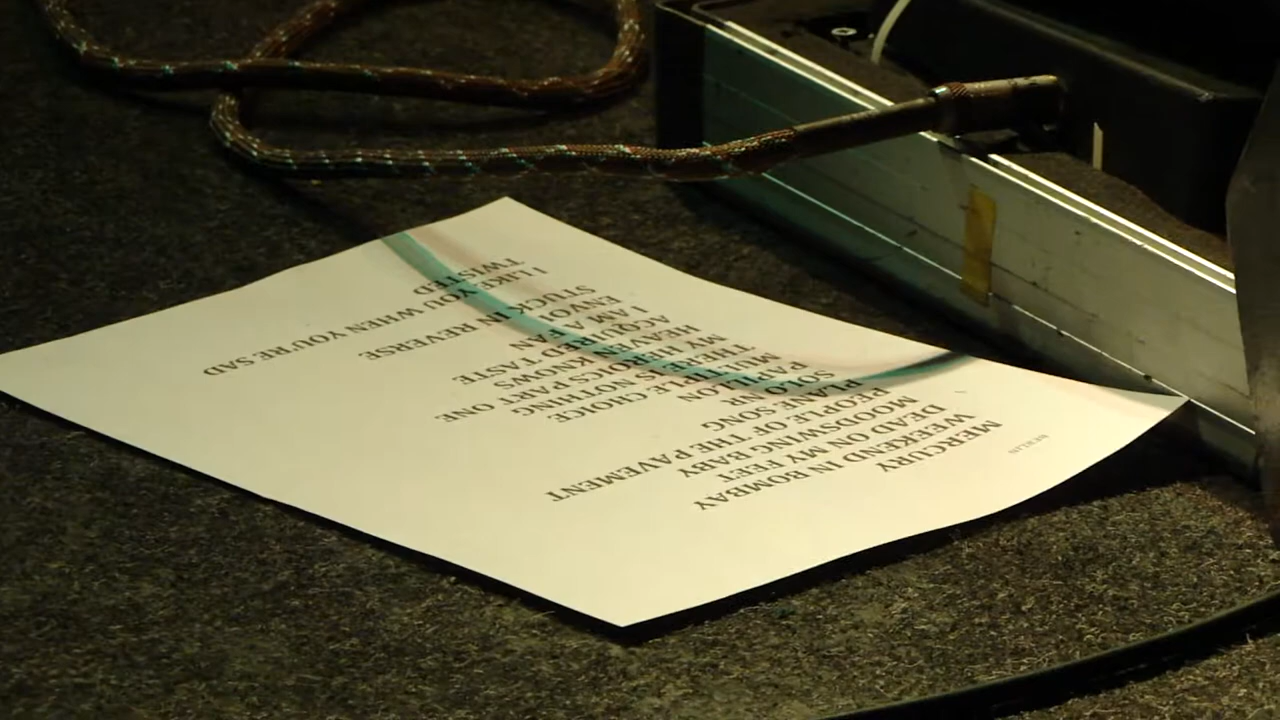 BERLIN
MERCURY
WEEKEND IN BOMBAY
DEAD ON MY FEET
MOODSWING BABY
PEOPLE OF THE PAVEMENT
PLANE SONG
SOLO NR
PAPILLON
MULTIPLE CHOICE
THERE IS NOTHING
MY HEROICS PART ONE
HEAVEN KNOWS
ACQUIRED TASTE
I AM A FAN
ENVOI
STUCK IN REVERSE
I LIKE YOU WHEN YOU'RE SAD
TWISTED